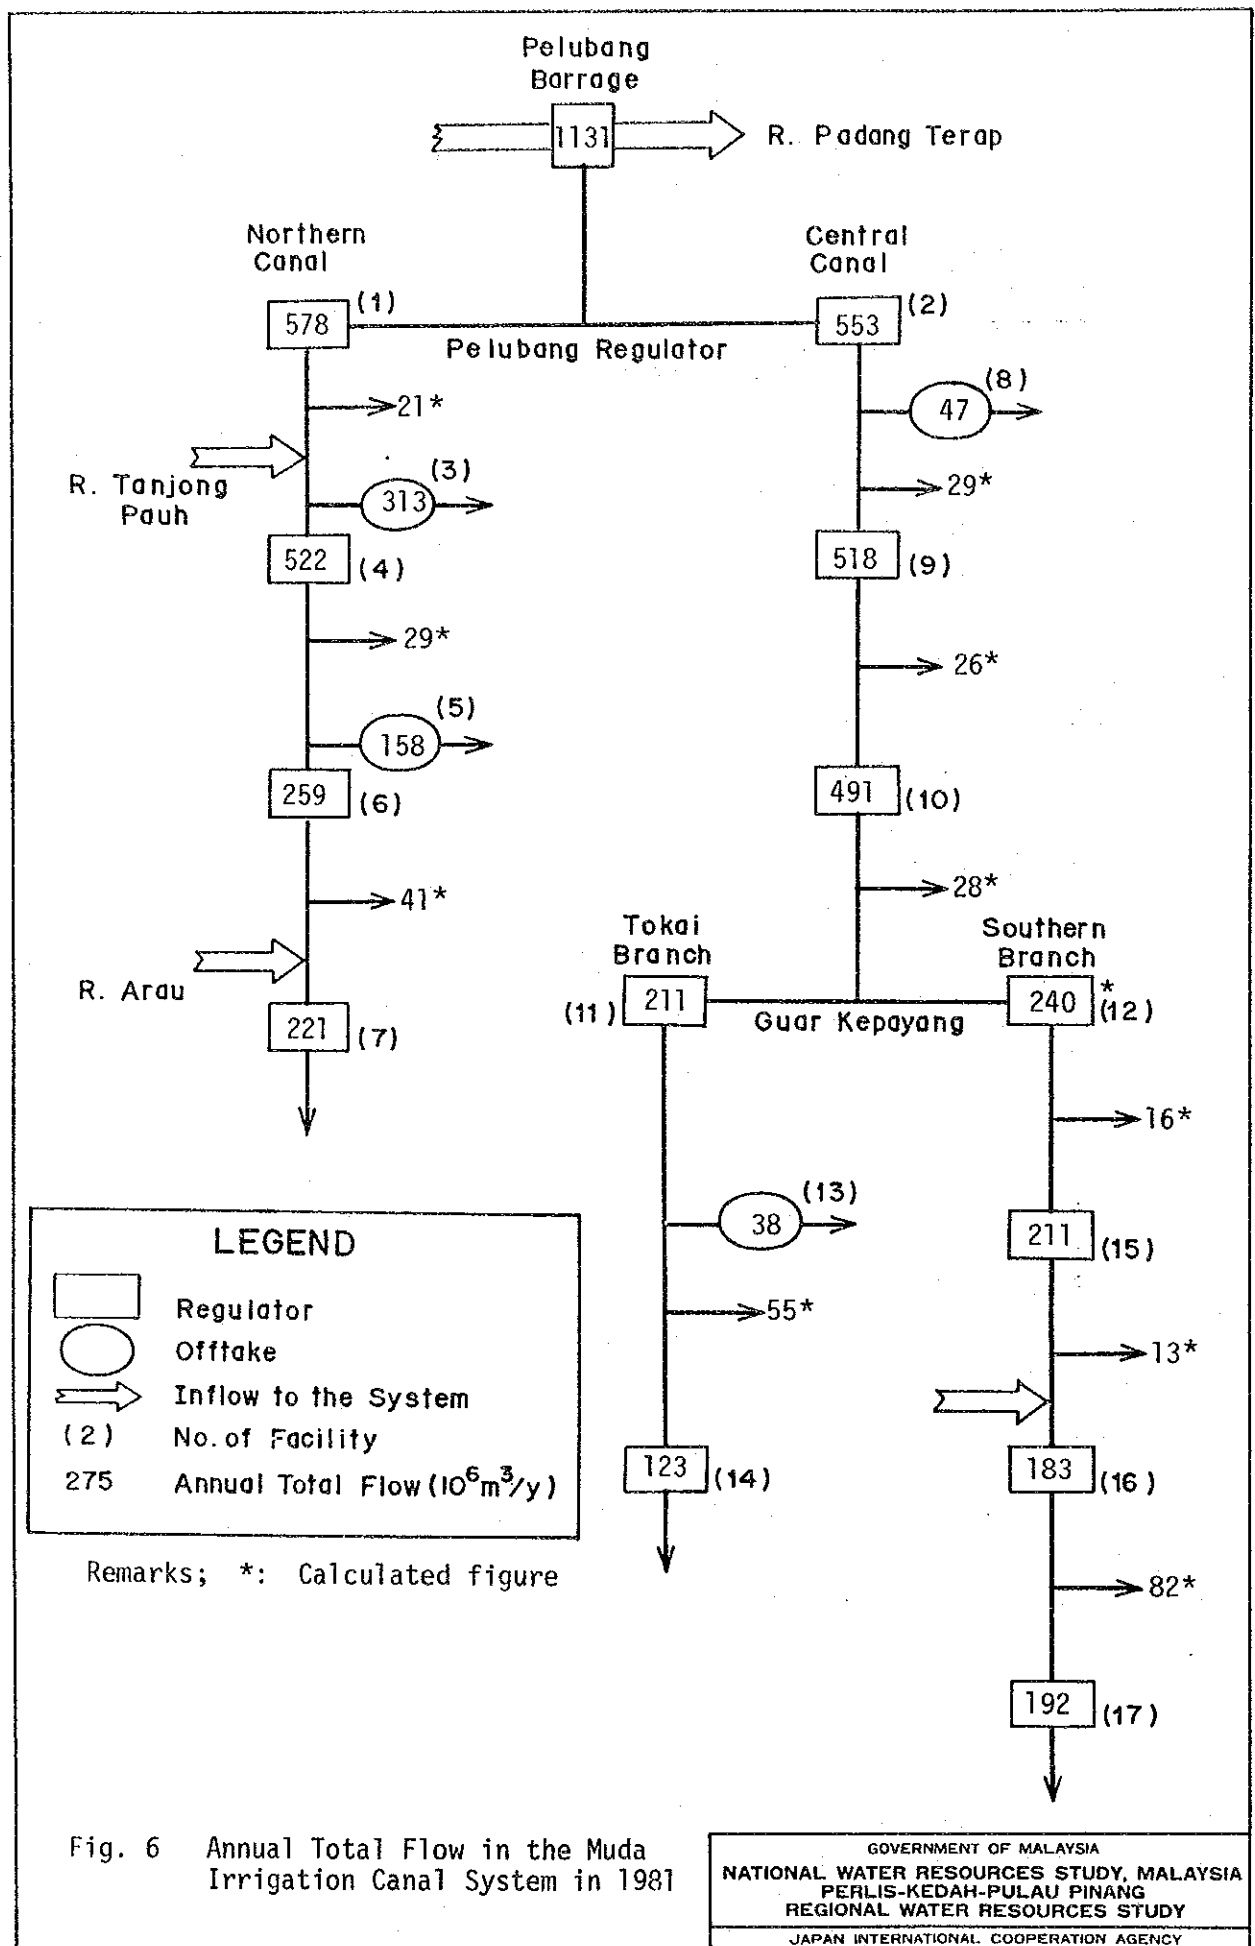 Pelubang
Barrage
1131
R. Padang Terap
Northern
Canal
Central
Canal
578
(1)
553
(2)
Pelubang Regulator
21*
47
(8)
R. Tanjong
Pauh
313
(3)
29*
522
(4)
518
(9)
29*
26*
158
(5)
259
(6)
491
(10)
41*
28*
R. Arau
Tokai
Branch
Southern
Branch
221
(7)
(11)
211
Guar Kepayang
240
*
(12)
16*
38
(13)
211
(15)
55*
13*
123
(14)
183
(16)
82*
192
(17)
LEGEND
Regulator
Offtake
Inflow to the System
(2) No. of Facility
275 Annual Total Flow (10⁶m³/y)
Remarks; *: Calculated figure
Fig. 6 Annual Total Flow in the Muda
Irrigation Canal System in 1981
GOVERNMENT OF MALAYSIA
NATIONAL WATER RESOURCES STUDY, MALAYSIA
PERLIS-KEDAH-PULAU PINANG
REGIONAL WATER RESOURCES STUDY
JAPAN INTERNATIONAL COOPERATION AGENCY